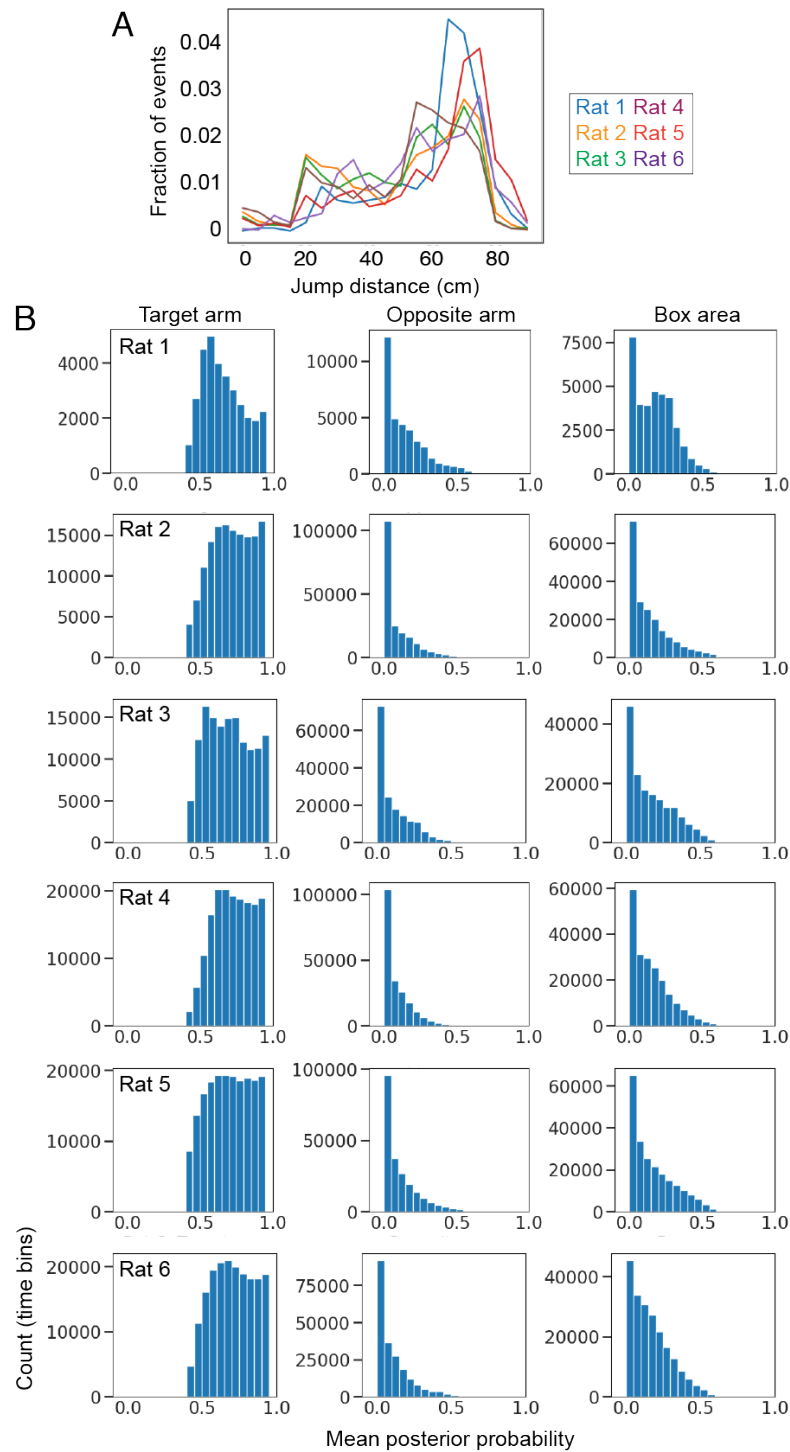 A
Fraction of events
0.04
0.03
0.02
0.01
0
0 20 40 60 80
Jump distance (cm)
Rat 1 Rat 4
Rat 2 Rat 5
Rat 3 Rat 6
B
Target arm Opposite arm Box area
Rat 1
4000
2000
0
0.0 0.5 1.0
10000
5000
0
0.0 0.5 1.0
7500
5000
2500
0
0.0 0.5 1.0
Rat 2
15000
10000
5000
0
0.0 0.5 1.0
100000
50000
0
0.0 0.5 1.0
60000
40000
20000
0
0.0 0.5 1.0
Rat 3
15000
10000
5000
0
0.0 0.5 1.0
60000
40000
20000
0
0.0 0.5 1.0
40000
20000
0
0.0 0.5 1.0
Rat 4
20000
10000
0
0.0 0.5 1.0
100000
50000
0
0.0 0.5 1.0
60000
40000
20000
0
0.0 0.5 1.0
Rat 5
20000
10000
0
0.0 0.5 1.0
100000
50000
0
0.0 0.5 1.0
60000
40000
20000
0
0.0 0.5 1.0
Rat 6
20000
10000
0
0.0 0.5 1.0
75000
50000
25000
0
0.0 0.5 1.0
40000
20000
0
0.0 0.5 1.0
Count (time bins)
Mean posterior probability